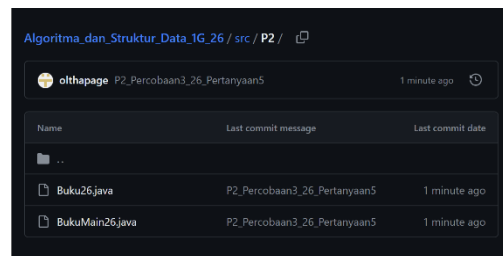 Algoritma_dan_Struktur_Data_1G_26 / src / P2 /
olthapage P2_Percobaan3_26_Pertanyaan5 1 minute ago
Name Last commit message Last commit date
..
Buku26.java P2_Percobaan3_26_Pertanyaan5 1 minute ago
BukuMain26.java P2_Percobaan3_26_Pertanyaan5 1 minute ago